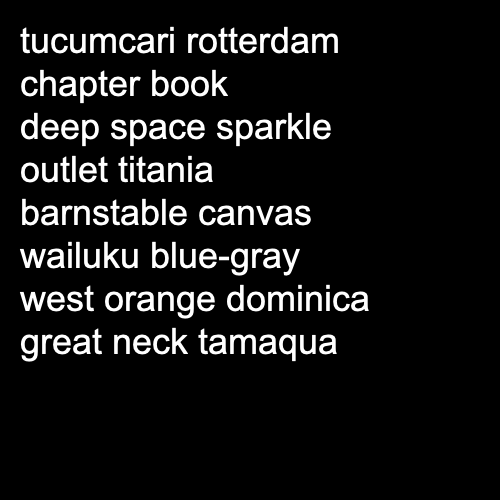 tucumcari rotterdam
chapter book
deep space sparkle
outlet titania
barnstable canvas
wailuku blue-gray
west orange dominica
great neck tamaqua